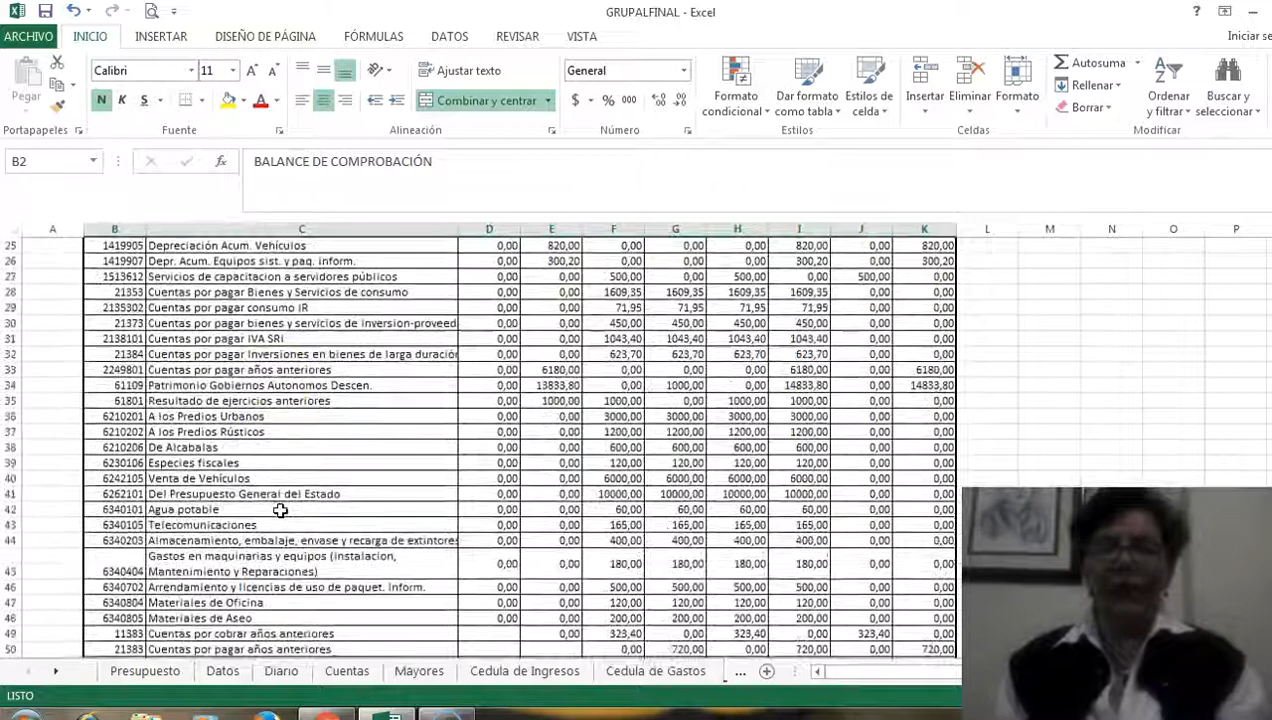 GRUPALFINAL - Excel
ARCHIVO INICIO INSERTAR DISEÑO DE PÁGINA FÓRMULAS DATOS REVISAR VISTA Iniciar se
Pegar
Calibri 11
Ajustar texto
General
Formato condicional
Dar formato como tabla
Estilos de celda
Insertar
Eliminar
Formato
Autosuma
Rellenar
Borrar
Ordenar y filtrar
Buscar y seleccionar
N K S
Combinar y centrar
$ % 000
Portapapeles Fuente Alineación Número Estilos Celdas Modificar
B2 fx BALANCE DE COMPROBACIÓN
A B C D E F G H I J K L M N O P
25 1419905 Depreciación Acum. Vehículos 0,00 820,00 0,00 0,00 0,00 820,00 0,00 820,00
26 1419907 Depr. Acum. Equipos sist. y paq. inform. 0,00 300,20 0,00 0,00 0,00 300,20 0,00 300,20
27 1513612 Servicios de capacitacion a servidores públicos 0,00 0,00 500,00 0,00 500,00 0,00 500,00 0,00
28 21353 Cuentas por pagar Bienes y Servicios de consumo 0,00 0,00 1609,35 1609,35 1609,35 1609,35 0,00 0,00
29 2135302 Cuentas por pagar consumo IR 0,00 0,00 71,95 71,95 71,95 71,95 0,00 0,00
30 21373 Cuentas por pagar bienes y servicios de inversion-proveed 0,00 0,00 450,00 450,00 450,00 450,00 0,00 0,00
31 2138101 Cuentas por pagar IVA SRi 0,00 0,00 1043,40 1043,40 1043,40 1043,40 0,00 0,00
32 21384 Cuentas por pagar Inversiones en bienes de larga duración 0,00 0,00 623,70 623,70 623,70 623,70 0,00 0,00
33 2249801 Cuentas por pagar años anteriores 0,00 6180,00 0,00 0,00 0,00 6180,00 0,00 6180,00
34 61109 Patrimonio Gobiernos Autonomos Descen. 0,00 13833,80 0,00 1000,00 0,00 14833,80 0,00 14833,80
35 61801 Resultado de ejercicios anteriores 0,00 1000,00 1000,00 0,00 1000,00 1000,00 0,00 0,00
36 6210201 A los Predios Urbanos 0,00 0,00 3000,00 3000,00 3000,00 3000,00 0,00 0,00
37 6210202 A los Predios Rústicos 0,00 0,00 1200,00 1200,00 1200,00 1200,00 0,00 0,00
38 6210206 De Alcabalas 0,00 0,00 600,00 600,00 600,00 600,00 0,00 0,00
39 6230106 Especies fiscales 0,00 0,00 120,00 120,00 120,00 120,00 0,00 0,00
40 6242105 Venta de Vehículos 0,00 0,00 6000,00 6000,00 6000,00 6000,00 0,00 0,00
41 6262101 Del Presupuesto General del Estado 0,00 0,00 10000,00 10000,00 10000,00 10000,00 0,00 0,00
42 6340101 Agua potable 0,00 0,00 60,00 60,00 60,00 60,00 0,00 0,00
43 6340105 Telecomunicaciones 0,00 0,00 165,00 165,00 165,00 165,00 0,00 0,00
44 6340203 Almacenamiento, embalaje, envase y recarga de extintores 0,00 0,00 400,00 400,00 400,00 400,00 0,00 0,00
Gastos en maquinarias y equipos (instalacion,
45 6340404 Mantenimiento y Reparaciones) 0,00 0,00 180,00 180,00 180,00 180,00 0,00 0,00
46 6340702 Arrendamiento y licencias de uso de paquet. Inform. 0,00 0,00 500,00 500,00 500,00 500,00 0,00 0,00
47 6340804 Materiales de Oficina 0,00 0,00 120,00 120,00 120,00 120,00 0,00 0,00
48 6340805 Materiales de Aseo 0,00 0,00 200,00 200,00 200,00 200,00 0,00 0,00
49 11383 Cuentas por cobrar años anteriores 0,00 323,40 0,00 323,40 0,00 323,40 0,00
50 21383 Cuentas por pagar años anteriores 0,00 720,00 0,00 720,00 0,00 720,00
Presupuesto Datos Diario Cuentas Mayores Cedula de Ingresos Cedula de Gastos ...
LISTO